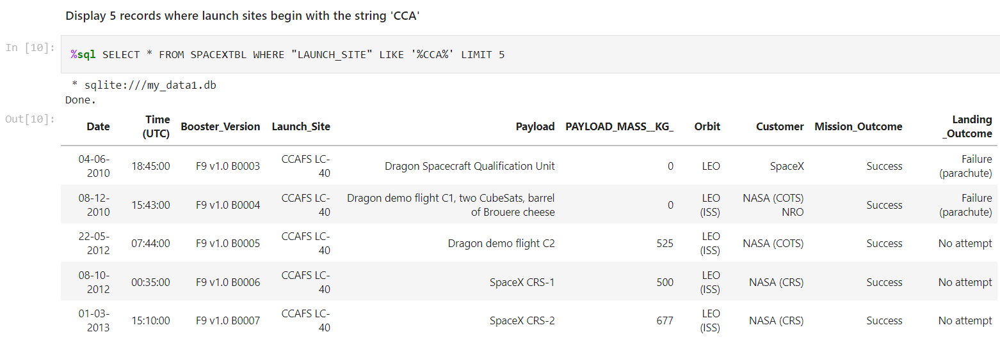 Display 5 records where launch sites begin with the string 'CCA'
In [10]:
%sql SELECT * FROM SPACEXTBL WHERE "LAUNCH_SITE" LIKE '%CCA%' LIMIT 5
* sqlite:///my_data1.db
Done.
Out[10]:
Date Time (UTC) Booster_Version Launch_Site Payload PAYLOAD_MASS__KG_ Orbit Customer Mission_Outcome Landing _Outcome
04-06-2010 18:45:00 F9 v1.0 B0003 CCAFS LC-40 Dragon Spacecraft Qualification Unit 0 LEO SpaceX Success Failure (parachute)
08-12-2010 15:43:00 F9 v1.0 B0004 CCAFS LC-40 Dragon demo flight C1, two CubeSats, barrel of Brouere cheese 0 LEO (ISS) NASA (COTS) NRO Success Failure (parachute)
22-05-2012 07:44:00 F9 v1.0 B0005 CCAFS LC-40 Dragon demo flight C2 525 LEO (ISS) NASA (COTS) Success No attempt
08-10-2012 00:35:00 F9 v1.0 B0006 CCAFS LC-40 SpaceX CRS-1 500 LEO (ISS) NASA (CRS) Success No attempt
01-03-2013 15:10:00 F9 v1.0 B0007 CCAFS LC-40 SpaceX CRS-2 677 LEO (ISS) NASA (CRS) Success No attempt